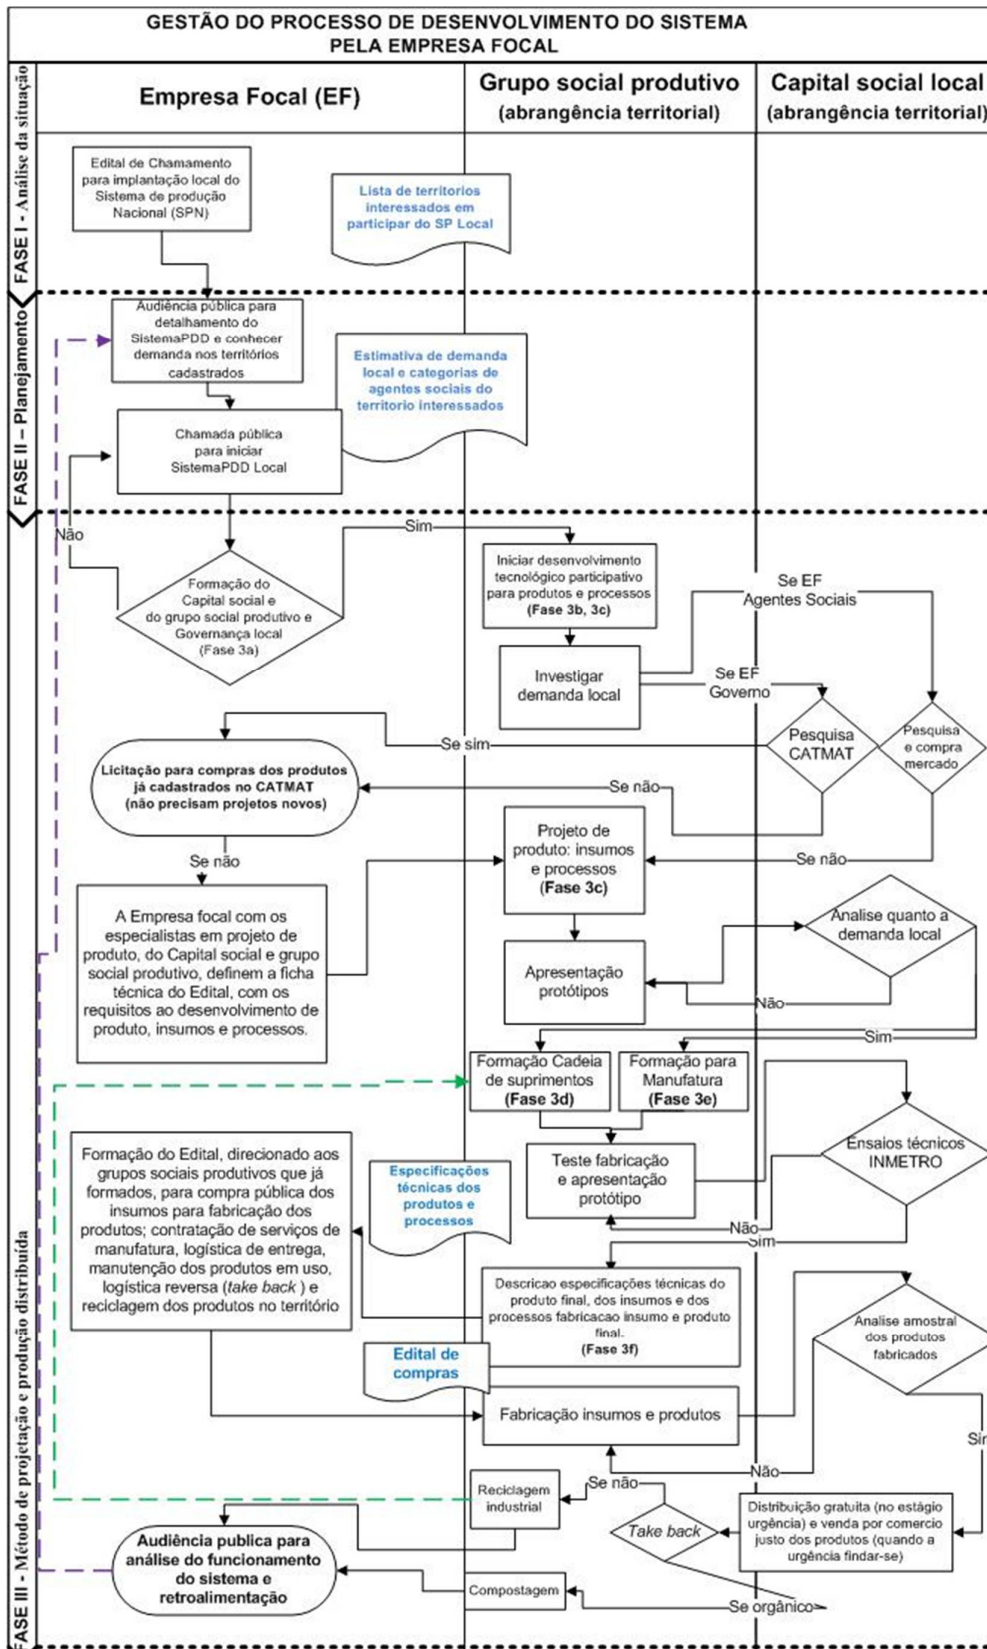 GESTÃO DO PROCESSO DE DESENVOLVIMENTO DO SISTEMA
PELA EMPRESA FOCAL
FASE I - Análise da situação
Empresa Focal (EF)
Grupo social produtivo
(abrangência territorial)
Capital social local
(abrangência territorial)
Edital de Chamamento
para implantação local do
Sistema de produção
Nacional (SPN)
Lista de territorios
interessados em
participar do SP Local
FASE II – Planejamento
Audiência pública para
detalhamento do
SistemaPDD e conhecer
demanda nos territórios
cadastrados
Estimativa de demanda
local e categorias de
agentes sociais do
territorio interessados
Chamada pública
para iniciar
SistemaPDD Local
FASE III - Método de projetação e produção distribuída
Não
Sim
Formação do
Capital social e
do grupo social produtivo e
Governança local
(Fase 3a)
Iniciar desenvolvimento
tecnológico participativo
para produtos e processos
(Fase 3b, 3c)
Se EF
Agentes Sociais
Investigar
demanda local
Se EF
Governo
Pesquisa
CATMAT
Pesquisa
e compra
mercado
Se sim
Licitação para compras dos produtos
já cadastrados no CATMAT
(não precisam projetos novos)
Se não
Se não
Projeto de
produto: insumos
e processos
(Fase 3c)
Se não
A Empresa focal com os
especialistas em projeto de
produto, do Capital social e grupo
social produtivo, definem a ficha
técnica do Edital, com os
requisitos ao desenvolvimento de
produto, insumos e processos.
Analise quanto a
demanda local
Apresentação
protótipos
Não
Sim
Formação Cadeia
de suprimentos
(Fase 3d)
Formação para
Manufatura
(Fase 3e)
Ensaios técnicos
INMETRO
Teste fabricação
e apresentação
protótipo
Não
Sim
Formação do Edital, direcionado aos
grupos sociais produtivos que já
formados, para compra pública dos
insumos para fabricação dos
produtos; contratação de serviços de
manufatura, logística de entrega,
manutenção dos produtos em uso,
logística reversa (take back ) e
reciclagem dos produtos no território
Especificações
técnicas dos
produtos e
processos
Descricao especificações técnicas do
produto final, dos insumos e dos
processos fabricacao insumo e produto
final.
(Fase 3f)
Analise amostral
dos produtos
fabricados
Edital de
compras
Fabricação insumos e produtos
Sim
Não
Reciclagem
industrial
Se não
Take back
Distribuição gratuita (no estágio
urgência) e venda por comercio
justo dos produtos (quando a
urgência findar-se)
Audiência publica para
análise do funcionamento
do sistema e
retroalimentação
Compostagem
Se orgânico